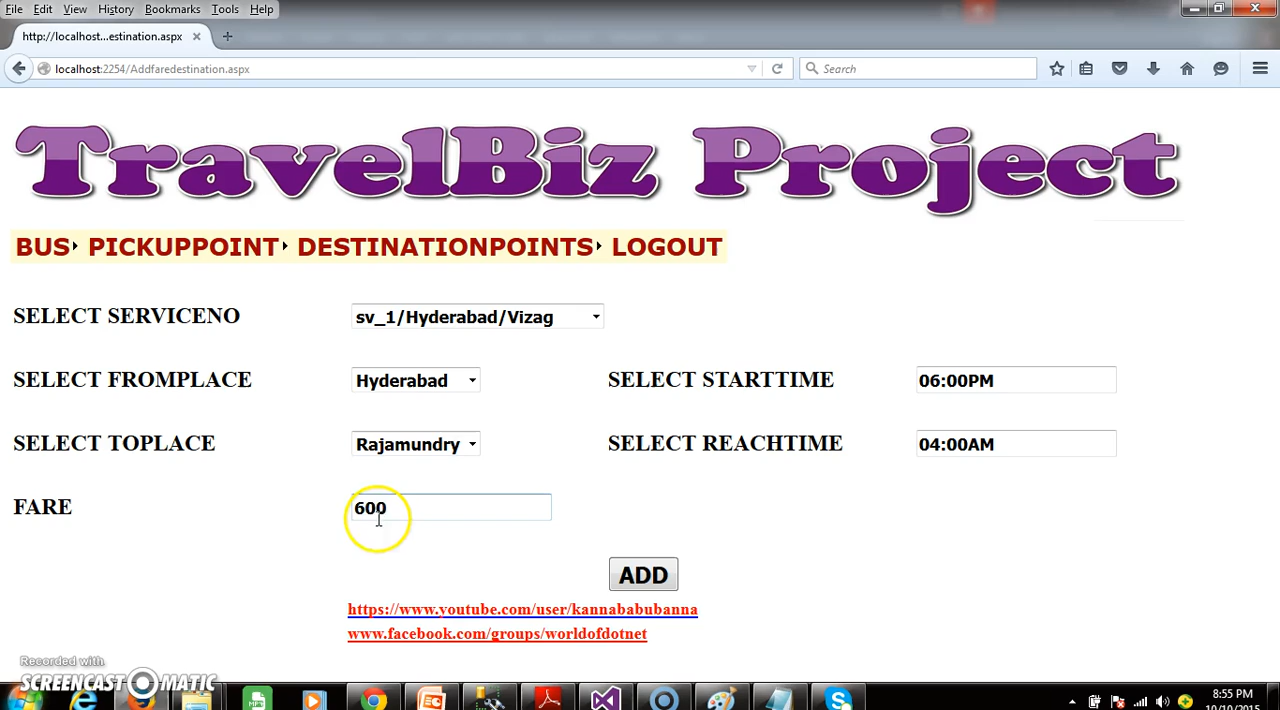 File Edit View History Bookmarks Tools Help
http://localhost...estination.aspx
localhost:2254/Addfaredestination.aspx
Search
TravelBiz Project
BUS PICKUPPOINT DESTINATIONPOINTS LOGOUT
SELECT SERVICENO sv_1/Hyderabad/Vizag
SELECT FROMPLACE Hyderabad SELECT STARTTIME 06:00PM
SELECT TOPLACE Rajamundry SELECT REACHTIME 04:00AM
FARE 600
ADD
https://www.youtube.com/user/kannababubanna
www.facebook.com/groups/worldofdotnet
Recorded with
SCREENCAST MATIC
8:55 PM
10/10/2015